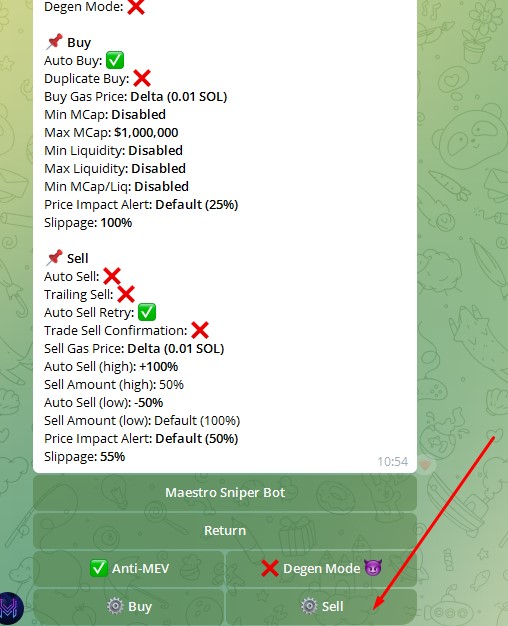 Degen Mode: ❌
📌 Buy
Auto Buy: ✅
Duplicate Buy: ❌
Buy Gas Price: Delta (0.01 SOL)
Min MCap: Disabled
Max MCap: $1,000,000
Min Liquidity: Disabled
Max Liquidity: Disabled
Min MCap/Liq: Disabled
Price Impact Alert: Default (25%)
Slippage: 100%
📌 Sell
Auto Sell: ❌
Trailing Sell: ❌
Auto Sell Retry: ✅
Trade Sell Confirmation: ❌
Sell Gas Price: Delta (0.01 SOL)
Auto Sell (high): +100%
Sell Amount (high): 50%
Auto Sell (low): -50%
Sell Amount (low): Default (100%)
Price Impact Alert: Default (50%)
Slippage: 55%
10:54
Maestro Sniper Bot
Return
✅ Anti-MEV
❌ Degen Mode 😈
⚙️ Buy
⚙️ Sell